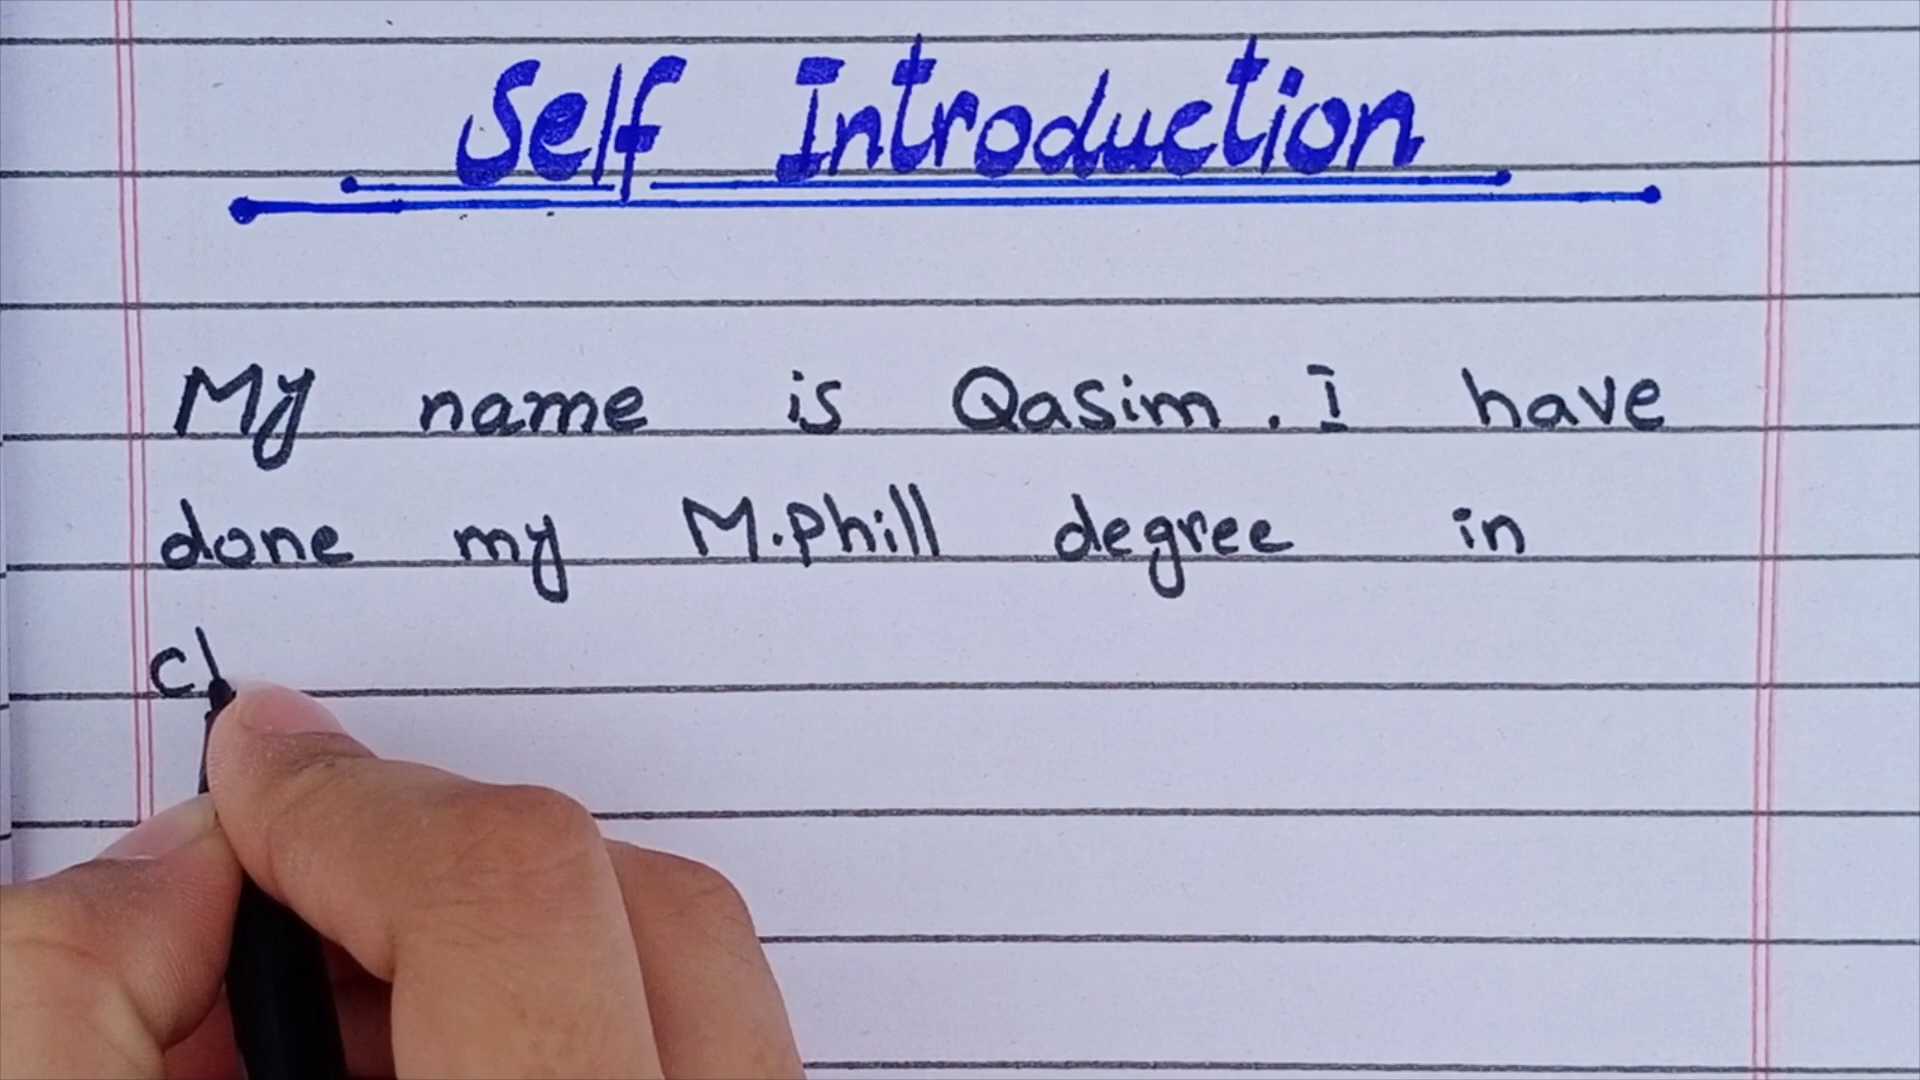 Self Introduction
My name is Qasim. I have
done my M.Phill degree in